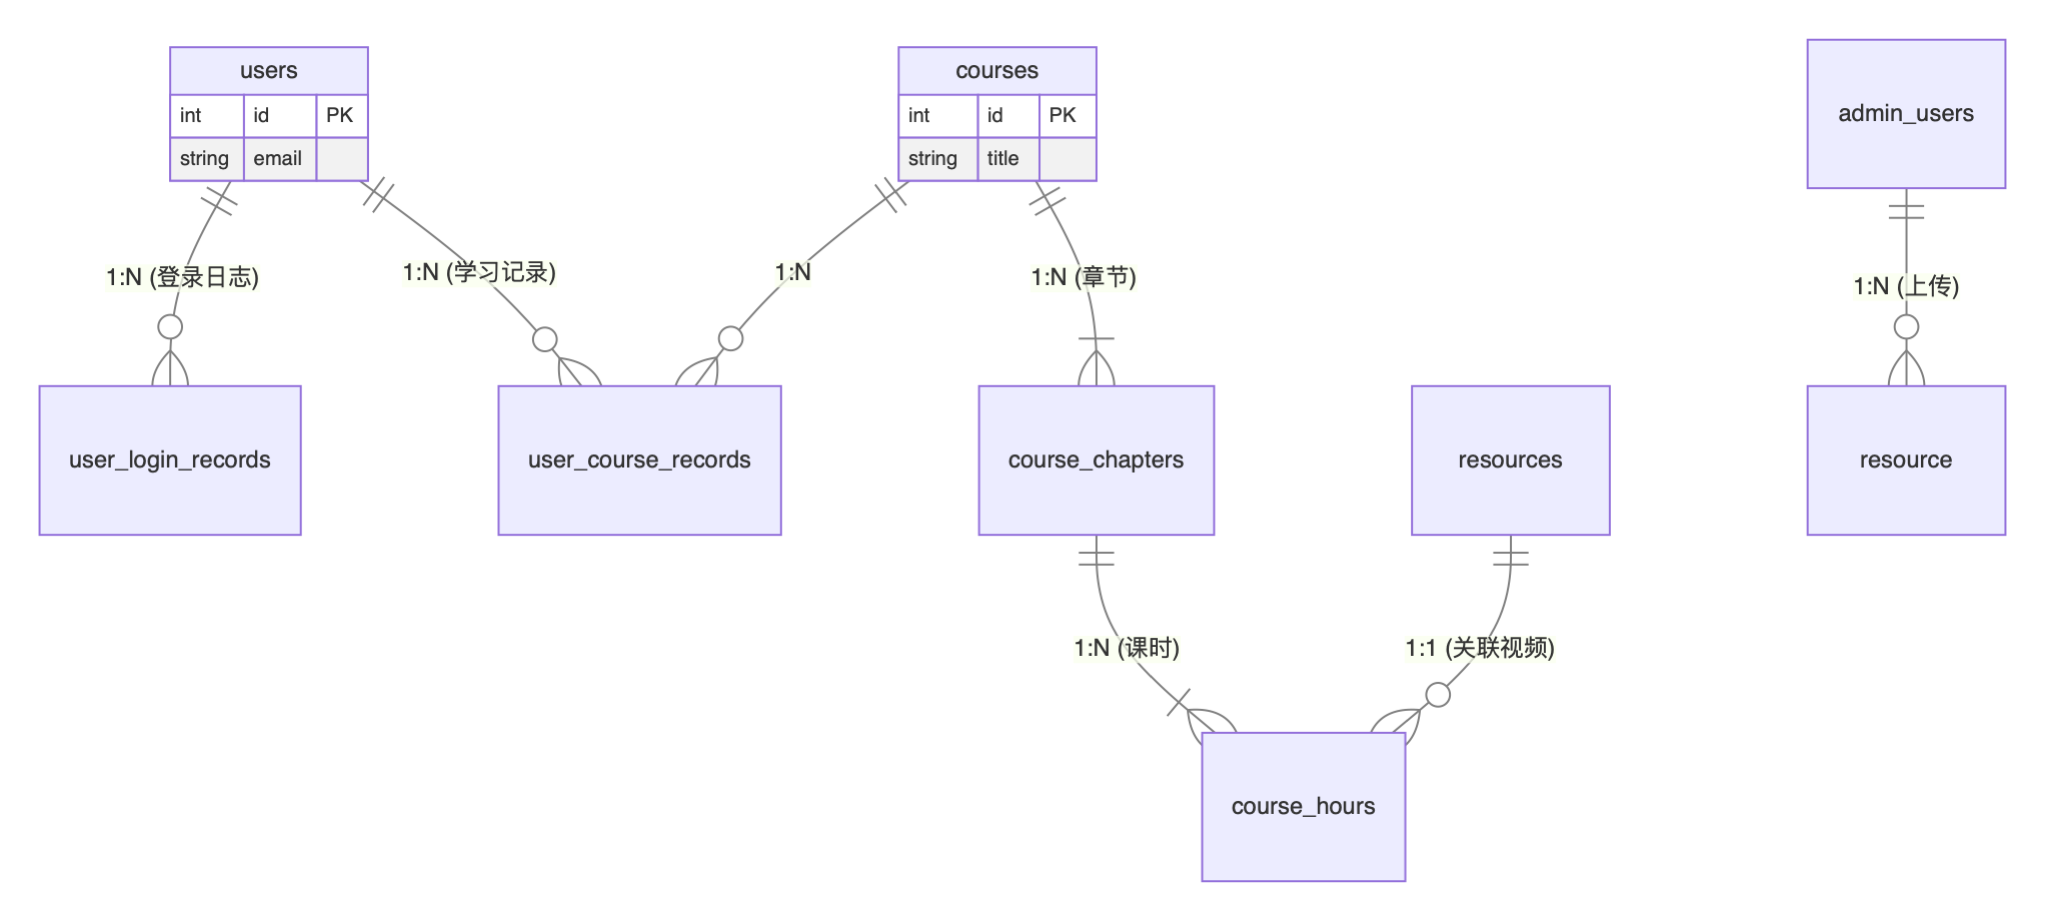 users
int id PK
string email
courses
int id PK
string title
admin_users
1:N (登录日志)
1:N (学习记录)
1:N
1:N (章节)
1:N (上传)
user_login_records
user_course_records
course_chapters
resources
resource
1:N (课时)
1:1 (关联视频)
course_hours